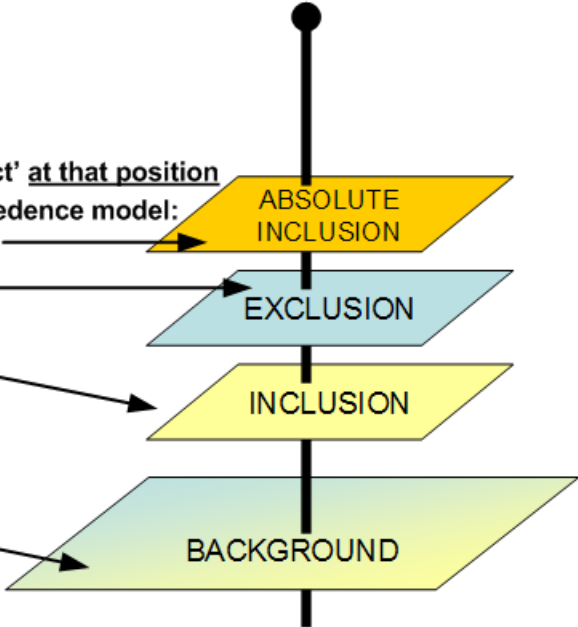 ct’ at that position
edence model:
ABSOLUTE
INCLUSION
EXCLUSION
INCLUSION
BACKGROUND